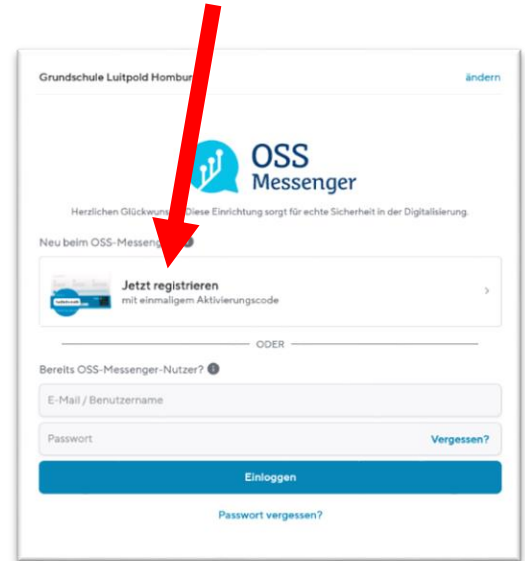 Grundschule Luitpold Hombur
ändern
OSS
Messenger
Herzlichen Glückwuns Diese Einrichtung sorgt für echte Sicherheit in der Digitalisierung.
Neu beim OSS-Messeng
Jetzt registrieren
mit einmaligem Aktivierungscode
ODER
Bereits OSS-Messenger-Nutzer?
E-Mail / Benutzername
Passwort
Vergessen?
Einloggen
Passwort vergessen?